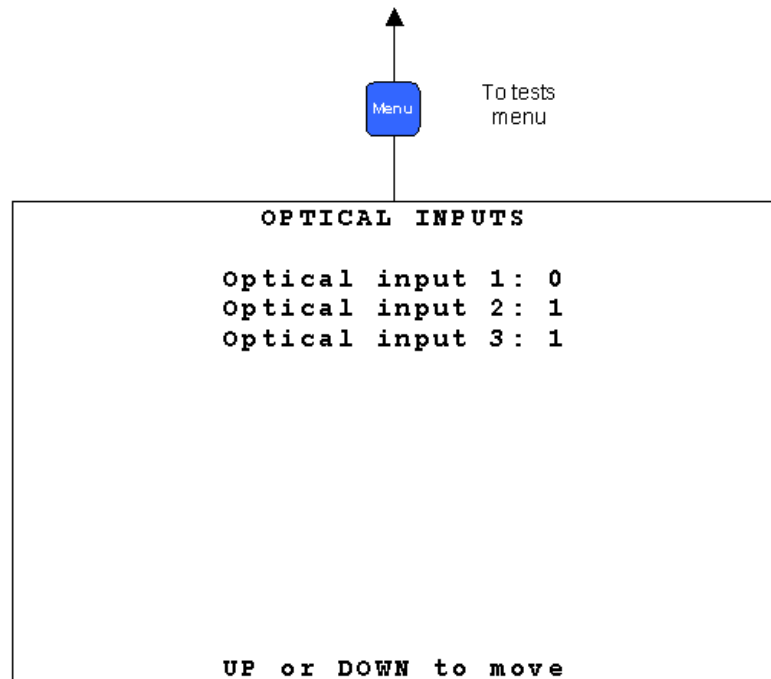 Menu
To tests
menu
OPTICAL INPUTS
Optical input 1: 0
Optical input 2: 1
Optical input 3: 1
UP or DOWN to move